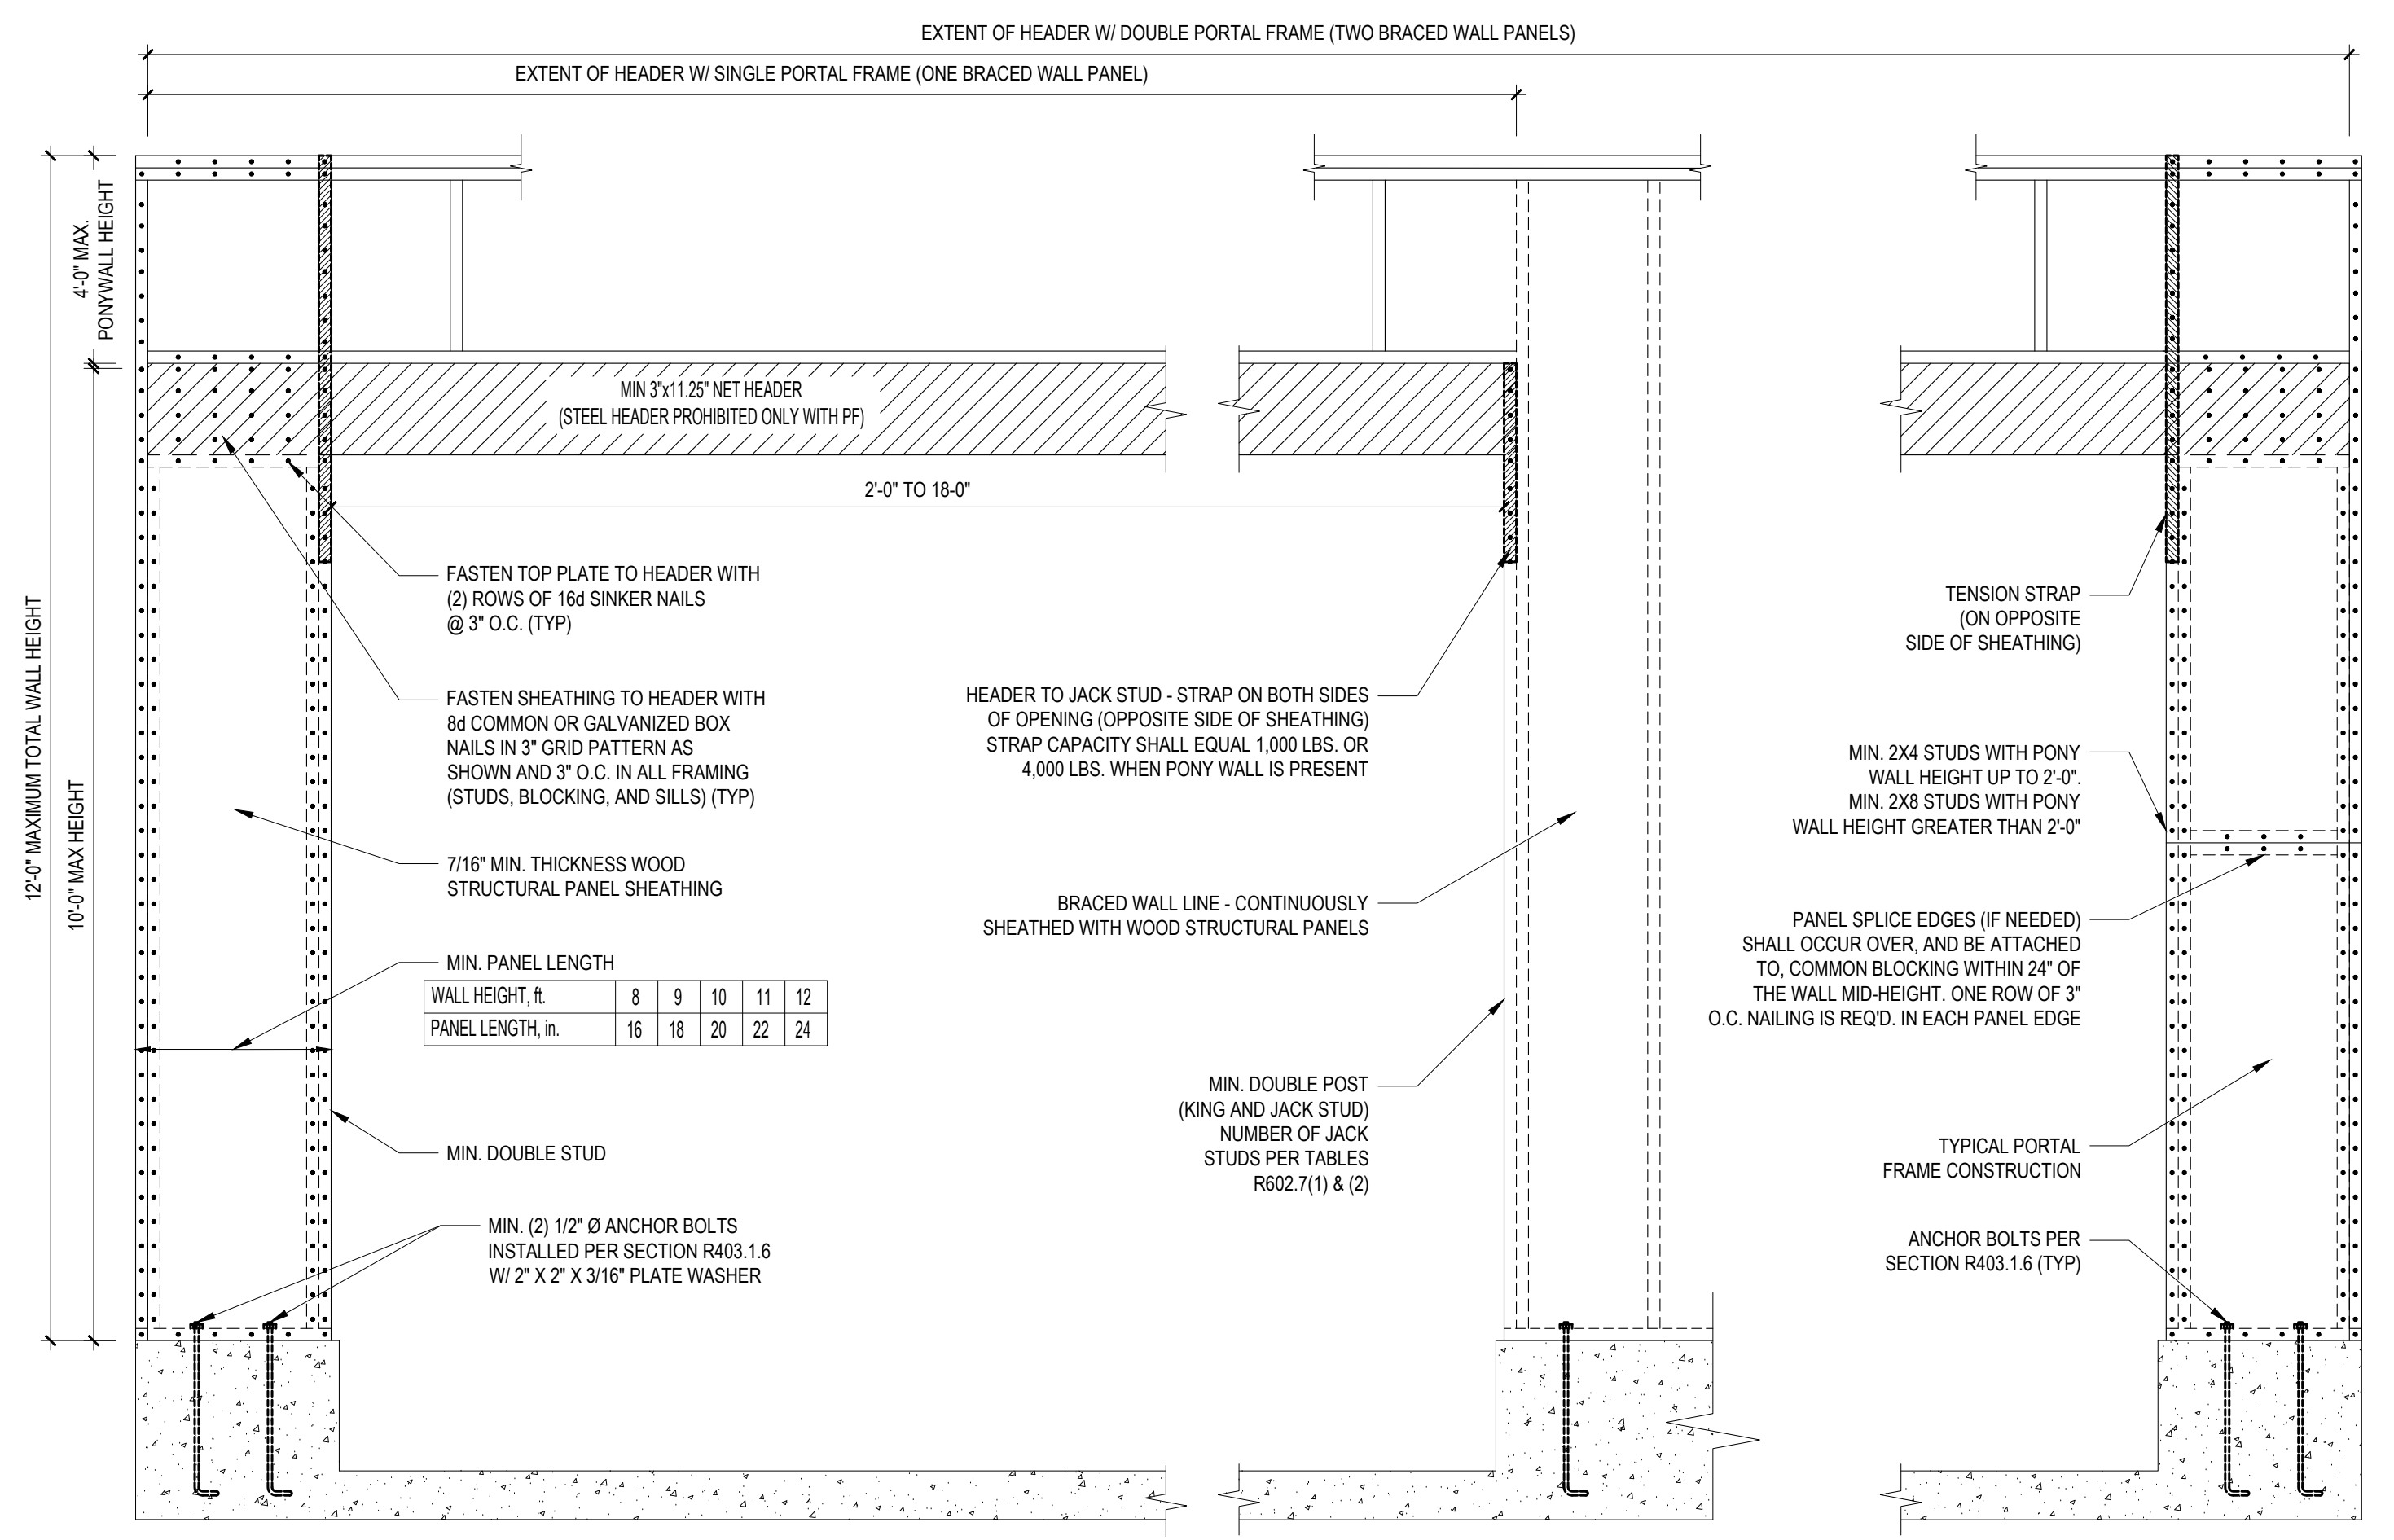 EXTENT OF HEADER W/ DOUBLE PORTAL FRAME (TWO BRACED WALL PANELS)
EXTENT OF HEADER W/ SINGLE PORTAL FRAME (ONE BRACED WALL PANEL)
4'-0" MAX.
PONYWALL HEIGHT
12'-0" MAXIMUM TOTAL WALL HEIGHT
10'-0" MAX HEIGHT
MIN 3"x11.25" NET HEADER
(STEEL HEADER PROHIBITED ONLY WITH PF)
2'-0" TO 18-0"
FASTEN TOP PLATE TO HEADER WITH
(2) ROWS OF 16d SINKER NAILS
@ 3" O.C. (TYP)
FASTEN SHEATHING TO HEADER WITH
8d COMMON OR GALVANIZED BOX
NAILS IN 3" GRID PATTERN AS
SHOWN AND 3" O.C. IN ALL FRAMING
(STUDS, BLOCKING, AND SILLS) (TYP)
7/16" MIN. THICKNESS WOOD
STRUCTURAL PANEL SHEATHING
MIN. PANEL LENGTH
WALL HEIGHT, ft. 8 9 10 11 12
PANEL LENGTH, in. 16 18 20 22 24
MIN. DOUBLE STUD
MIN. (2) 1/2" Ø ANCHOR BOLTS
INSTALLED PER SECTION R403.1.6
W/ 2" X 2" X 3/16" PLATE WASHER
HEADER TO JACK STUD - STRAP ON BOTH SIDES
OF OPENING (OPPOSITE SIDE OF SHEATHING)
STRAP CAPACITY SHALL EQUAL 1,000 LBS. OR
4,000 LBS. WHEN PONY WALL IS PRESENT
BRACED WALL LINE - CONTINUOUSLY
SHEATHED WITH WOOD STRUCTURAL PANELS
MIN. DOUBLE POST
(KING AND JACK STUD)
NUMBER OF JACK
STUDS PER TABLES
R602.7(1) & (2)
TENSION STRAP
(ON OPPOSITE
SIDE OF SHEATHING)
MIN. 2X4 STUDS WITH PONY
WALL HEIGHT UP TO 2'-0".
MIN. 2X8 STUDS WITH PONY
WALL HEIGHT GREATER THAN 2'-0"
PANEL SPLICE EDGES (IF NEEDED)
SHALL OCCUR OVER, AND BE ATTACHED
TO, COMMON BLOCKING WITHIN 24" OF
THE WALL MID-HEIGHT. ONE ROW OF 3"
O.C. NAILING IS REQ'D. IN EACH PANEL EDGE
TYPICAL PORTAL
FRAME CONSTRUCTION
ANCHOR BOLTS PER
SECTION R403.1.6 (TYP)